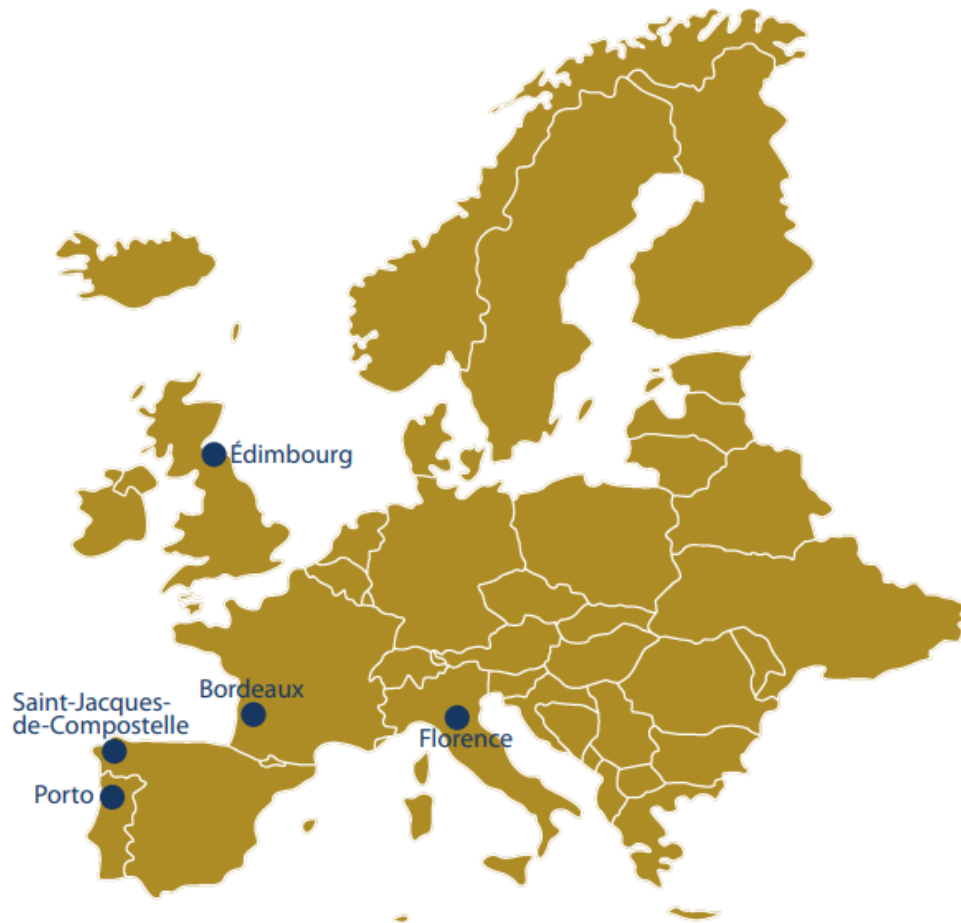 Édimbourg
Bordeaux
Saint-Jacques-
de-Compostelle
Florence
Porto